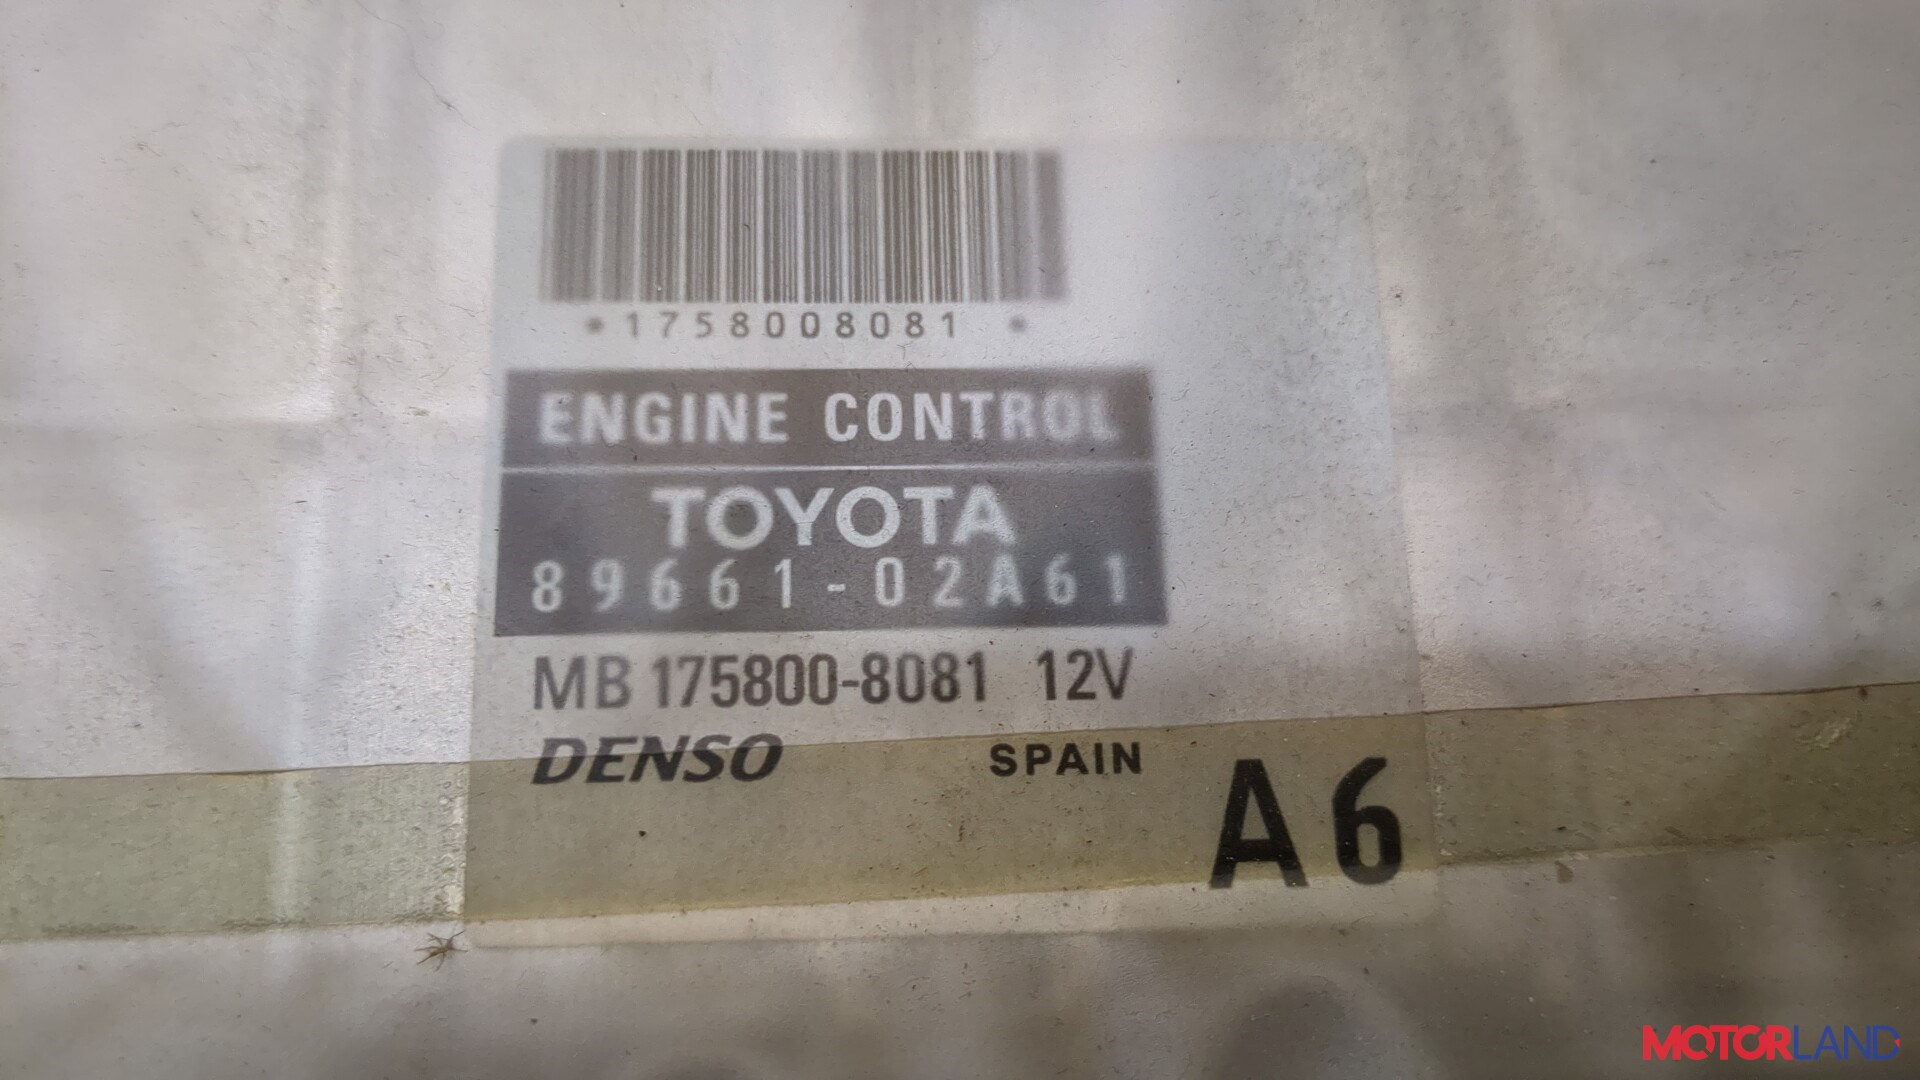 *1758008081 *
ENGINE CONTROL
TOYOTA
89661-02A61
MB 175800-8081 12V
DENSO SPAIN
A6
MOTORLAND